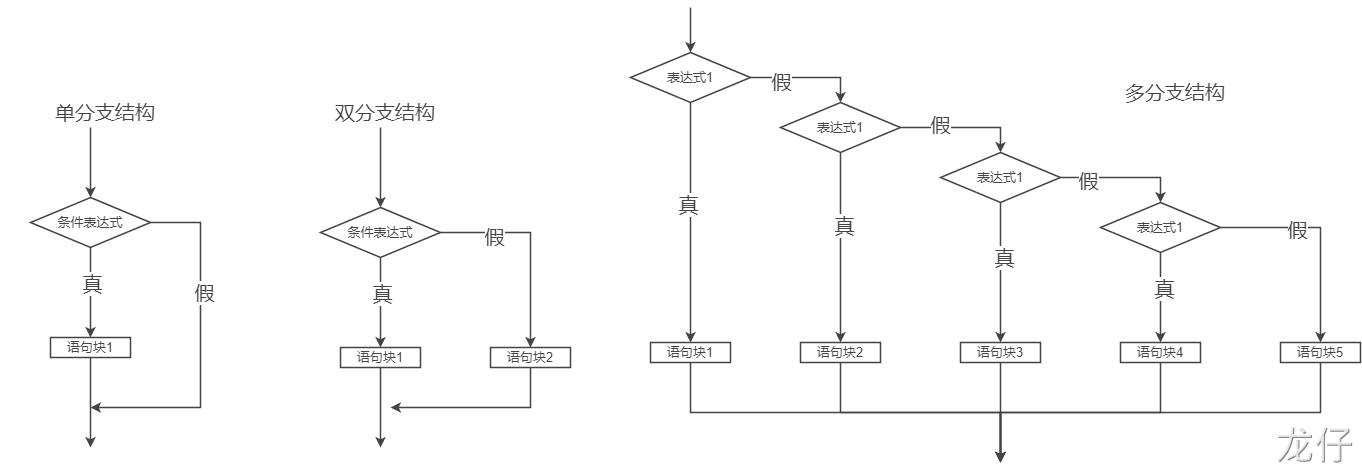 单分支结构
条件表达式
真
假
语句块1
双分支结构
条件表达式
假
真
语句块1
语句块2
多分支结构
表达式1
假
表达式1
假
表达式1
假
表达式1
假
真
真
真
真
语句块1
语句块2
语句块3
语句块4
语句块5
龙仔